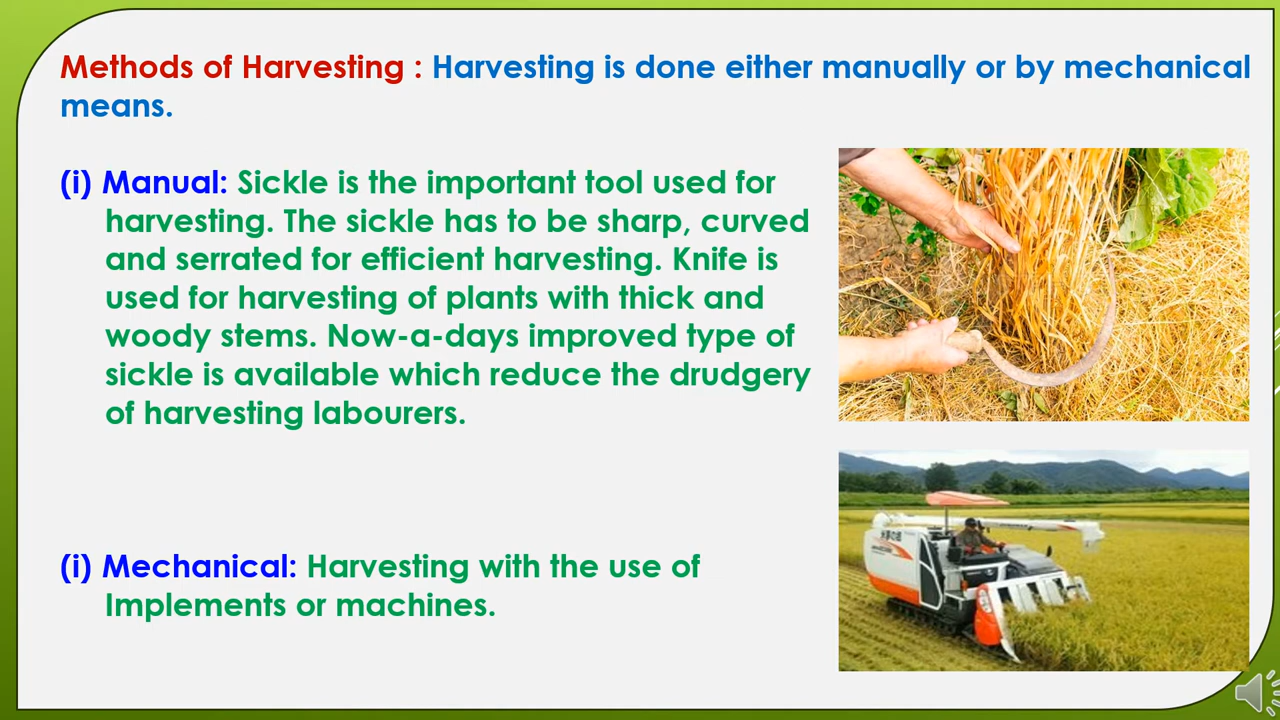 Methods of Harvesting : Harvesting is done either manually or by mechanical
means.
(i) Manual: Sickle is the important tool used for
harvesting. The sickle has to be sharp, curved
and serrated for efficient harvesting. Knife is
used for harvesting of plants with thick and
woody stems. Now-a-days improved type of
sickle is available which reduce the drudgery
of harvesting labourers.
(i) Mechanical: Harvesting with the use of
Implements or machines.